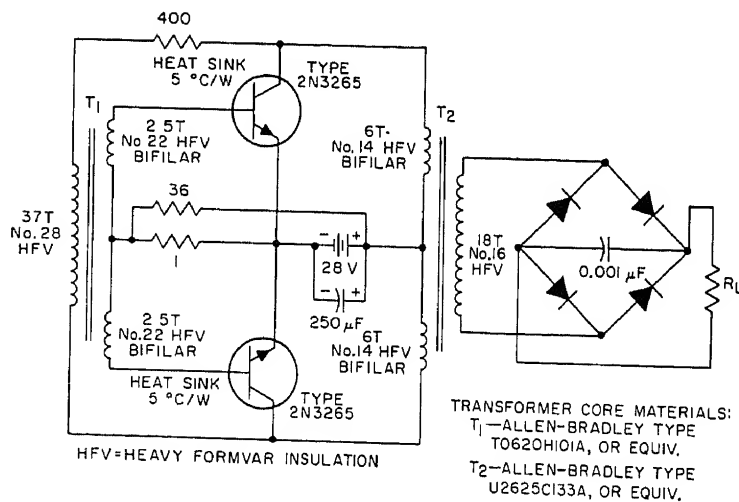 400
HEAT SINK
5 °C/W
TYPE
2N3265
T1
T2
2.5T
No.22 HFV
BIFILAR
6T
No.14 HFV
BIFILAR
37T
No.28
HFV
36
1
- +
28 V
- +
250 μF
18T
No.16
HFV
0.001 μF
RL
2.5T
No.22 HFV
BIFILAR
6T
No.14 HFV
BIFILAR
HEAT SINK
5 °C/W
TYPE
2N3265
HFV=HEAVY FORMVAR INSULATION
TRANSFORMER CORE MATERIALS:
T1—ALLEN-BRADLEY TYPE
T0620H101A, OR EQUIV.
T2—ALLEN-BRADLEY TYPE
U2625C133A, OR EQUIV.